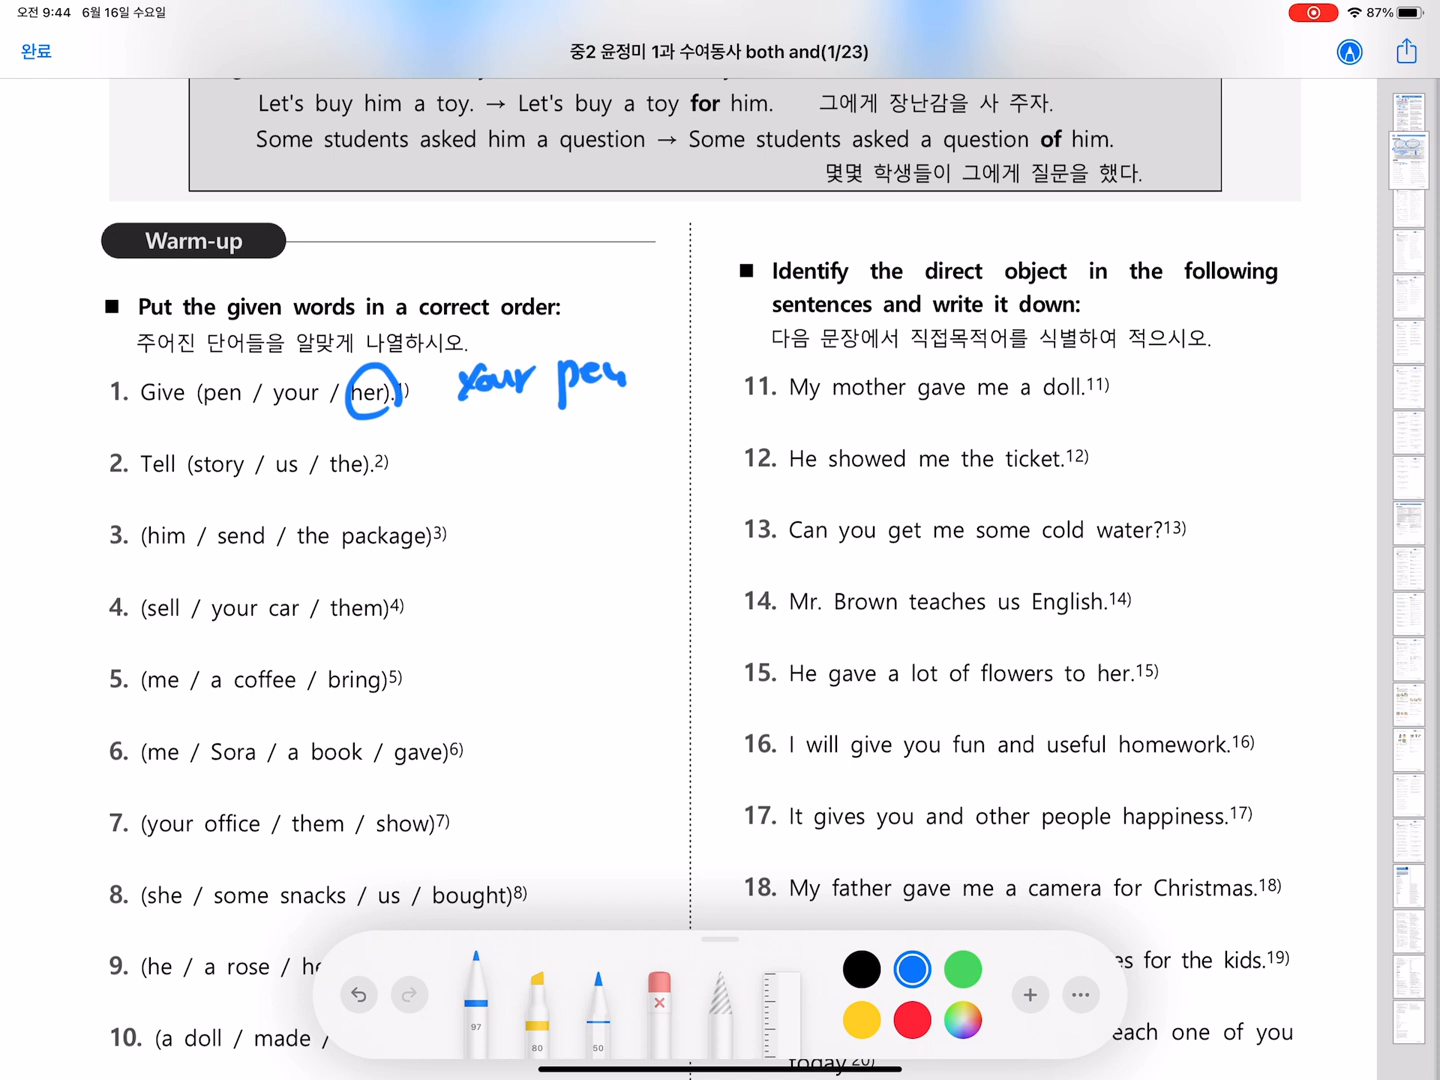 오전 9:44 6월 16일 수요일
87%
완료
중2 윤정미 1과 수여동사 both and(1/23)
Let's buy him a toy. → Let's buy a toy for him. 그에게 장난감을 사 주자.
Some students asked him a question → Some students asked a question of him.
몇몇 학생들이 그에게 질문을 했다.
Warm-up
■ Put the given words in a correct order:
주어진 단어들을 알맞게 나열하시오.
1. Give (pen / your / her).1) your pen
2. Tell (story / us / the).2)
3. (him / send / the package)3)
4. (sell / your car / them)4)
5. (me / a coffee / bring)5)
6. (me / Sora / a book / gave)6)
7. (your office / them / show)7)
8. (she / some snacks / us / bought)8)
9. (he / a rose /
10. (a doll / made /
■ Identify the direct object in the following
sentences and write it down:
다음 문장에서 직접목적어를 식별하여 적으시오.
11. My mother gave me a doll.11)
12. He showed me the ticket.12)
13. Can you get me some cold water?13)
14. Mr. Brown teaches us English.14)
15. He gave a lot of flowers to her.15)
16. I will give you fun and useful homework.16)
17. It gives you and other people happiness.17)
18. My father gave me a camera for Christmas.18)
for the kids.19)
each one of you
today.20)
97
80
50